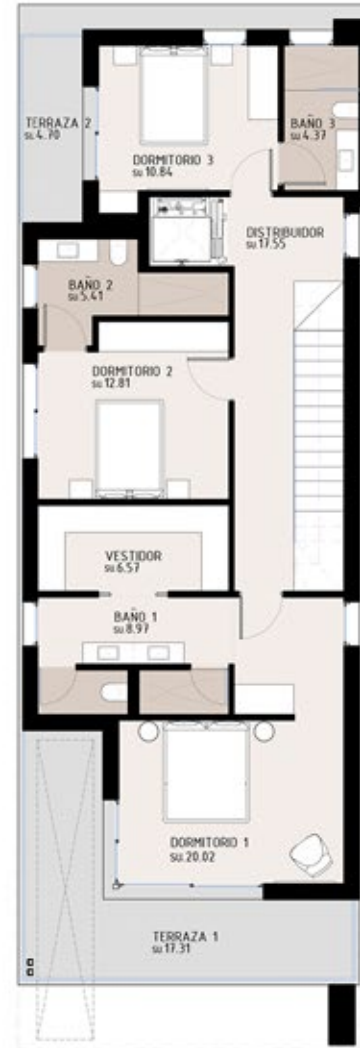 TERRAZA 2
su.4.70
DORMITORIO 3
su 10.84
BAÑO 3
su 4.37
DISTRIBUIDOR
su 17.55
BAÑO 2
su 5.41
DORMITORIO 2
su 12.81
VESTIDOR
su 6.57
BAÑO 1
su 8.97
DORMITORIO 1
su. 20.02
TERRAZA 1
su 17.31